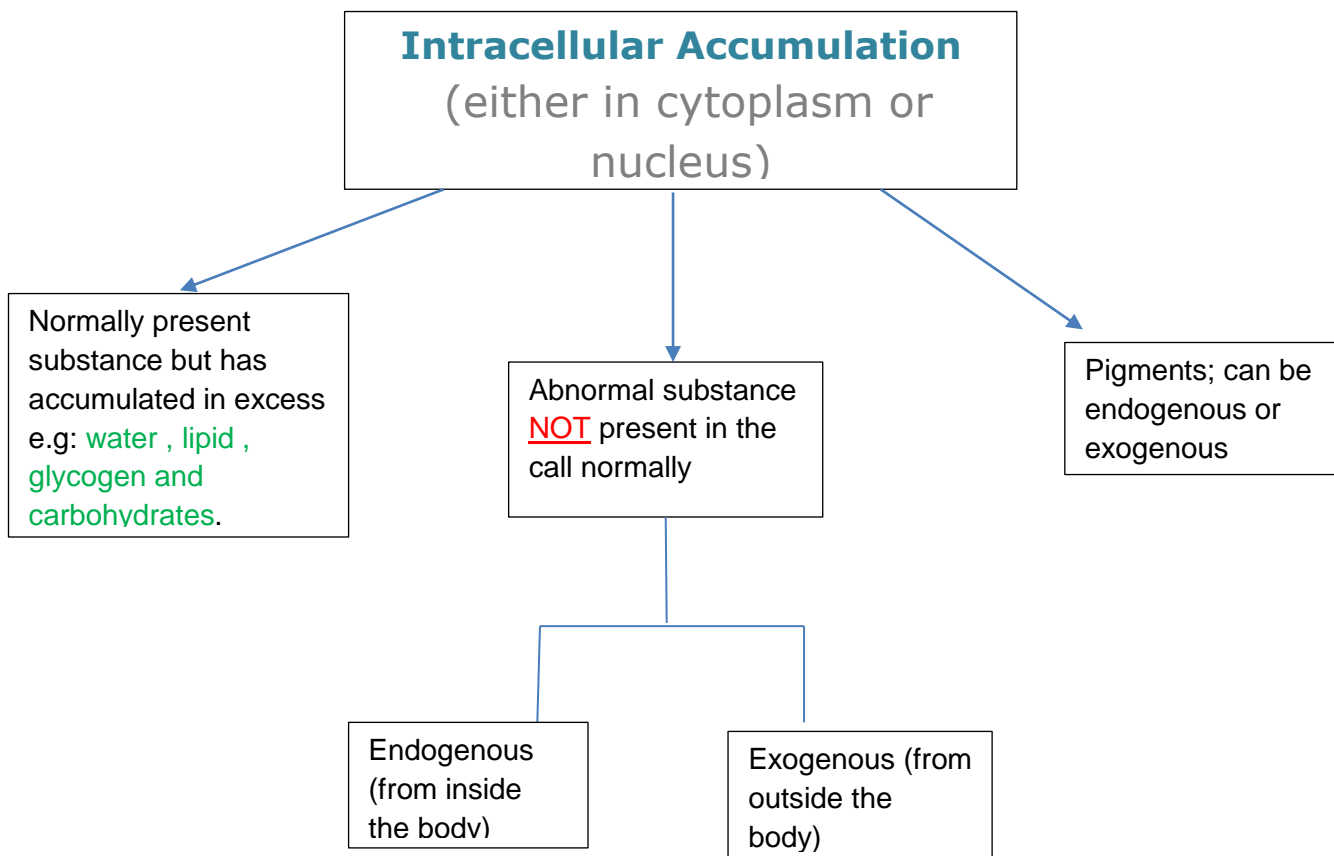 Intracellular Accumulation
(either in cytoplasm or
nucleus)
Normally present
substance but has
accumulated in excess
e.g: water , lipid ,
glycogen and
carbohydrates.
Abnormal substance
NOT present in the
call normally
Pigments; can be
endogenous or
exogenous
Endogenous
(from inside
the body)
Exogenous (from
outside the
body)